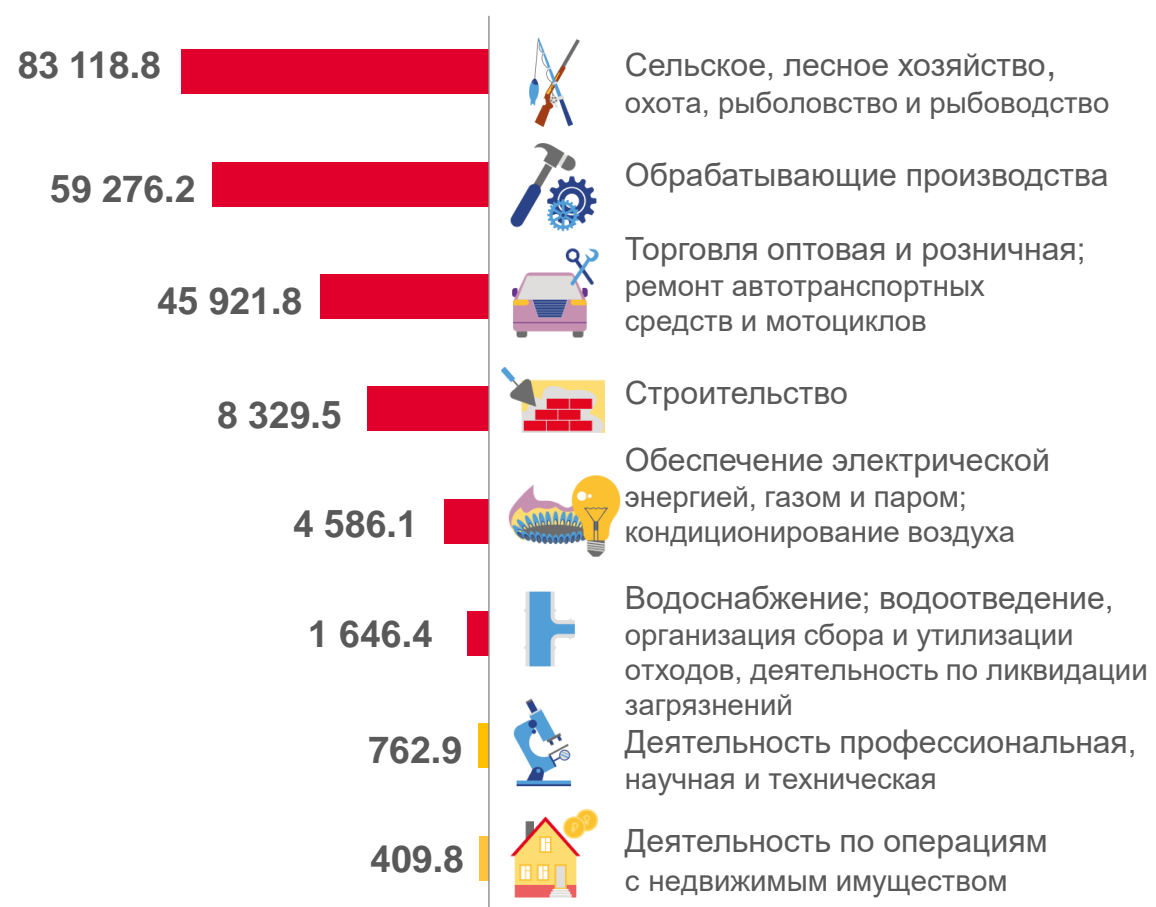 83 118.8
Сельское, лесное хозяйство,
охота, рыболовство и рыбоводство
59 276.2
Обрабатывающие производства
45 921.8
Торговля оптовая и розничная;
ремонт автотранспортных
средств и мотоциклов
8 329.5
Строительство
4 586.1
Обеспечение электрической
энергией, газом и паром;
кондиционирование воздуха
1 646.4
Водоснабжение; водоотведение,
организация сбора и утилизации
отходов, деятельность по ликвидации
загрязнений
762.9
Деятельность профессиональная,
научная и техническая
409.8
Деятельность по операциям
с недвижимым имуществом